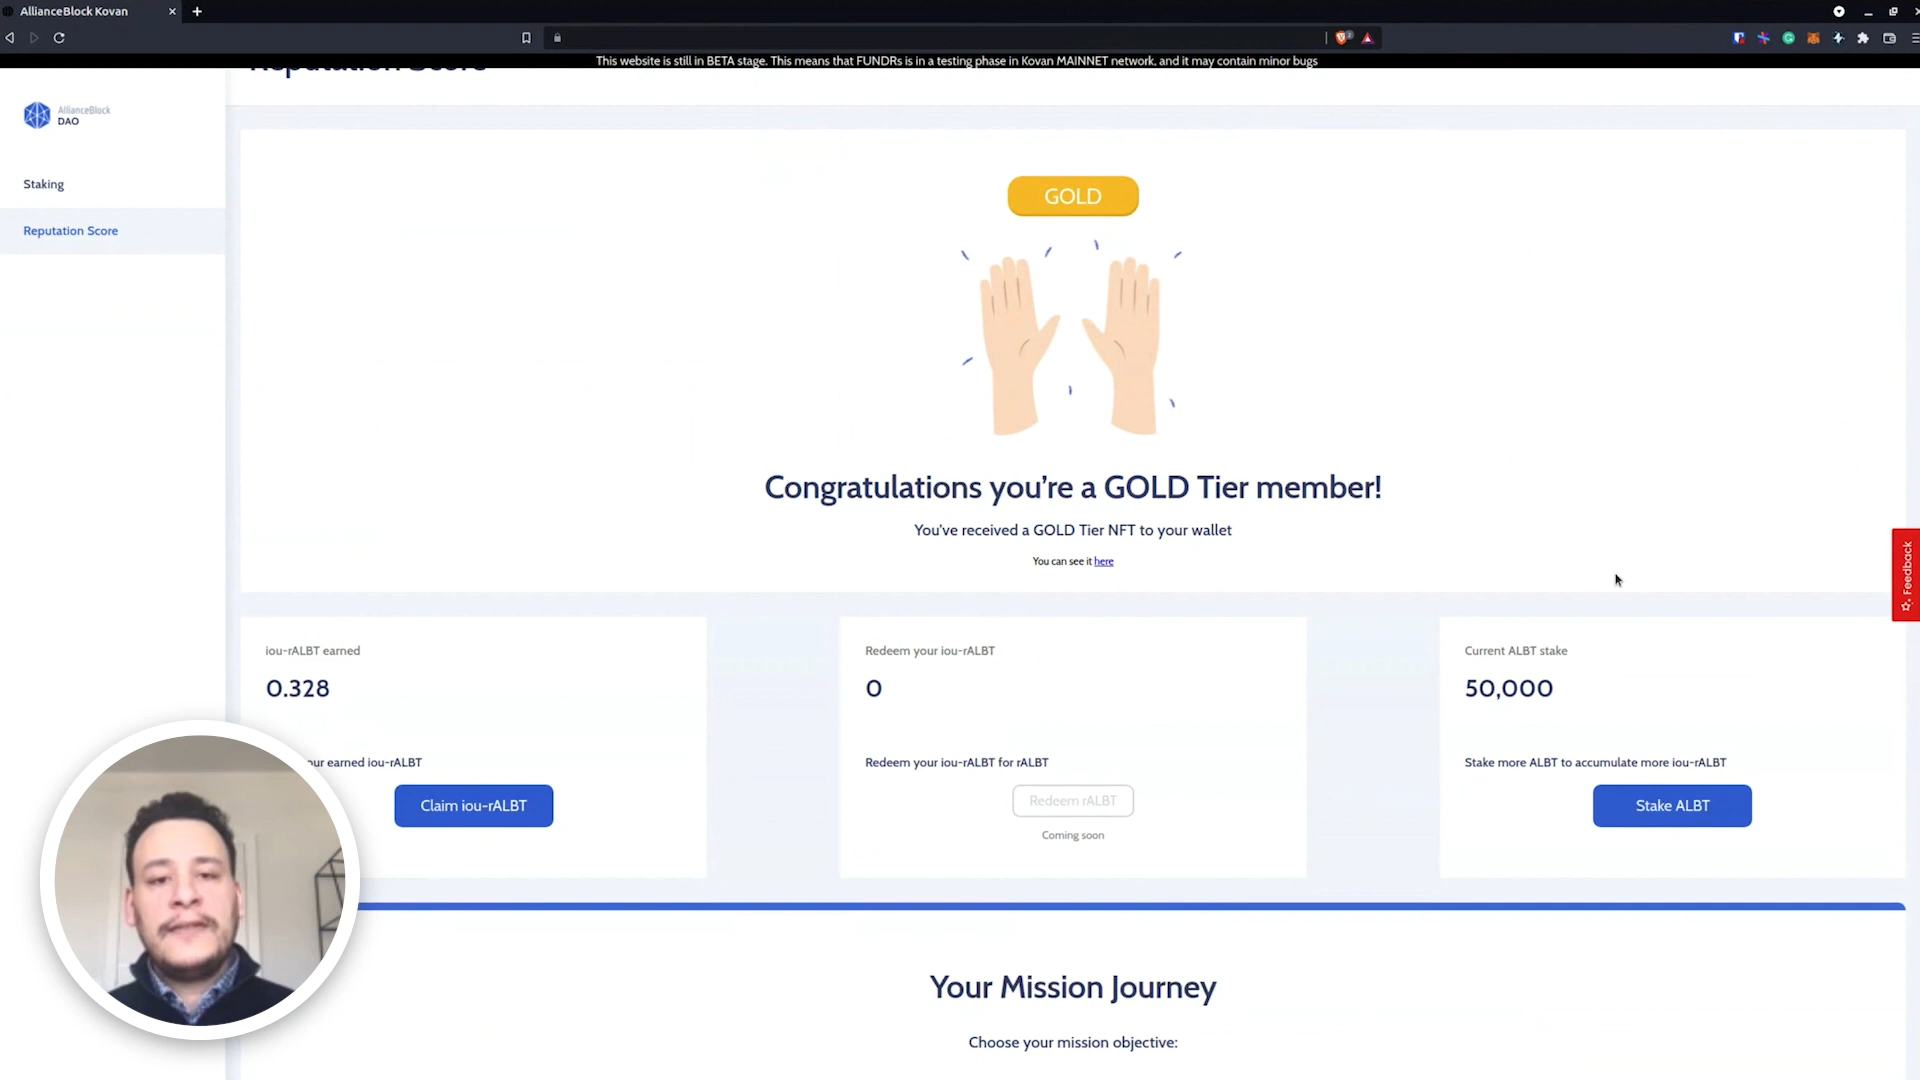 AllianceBlock Kovan
This website is still in BETA stage. This means that FUNDRs is in a testing phase in Kovan MAINNET network, and it may contain minor bugs
Reputation Score
AllianceBlock
DAO
Staking
Reputation Score
GOLD
Congratulations you're a GOLD Tier member!
You've received a GOLD Tier NFT to your wallet
You can see it here
Feedback
iou-rALBT earned
0.328
our earned iou-rALBT
Claim iou-rALBT
Redeem your iou-rALBT
0
Redeem your iou-rALBT for rALBT
Redeem rALBT
Coming soon
Current ALBT stake
50,000
Stake more ALBT to accumulate more iou-rALBT
Stake ALBT
Your Mission Journey
Choose your mission objective: